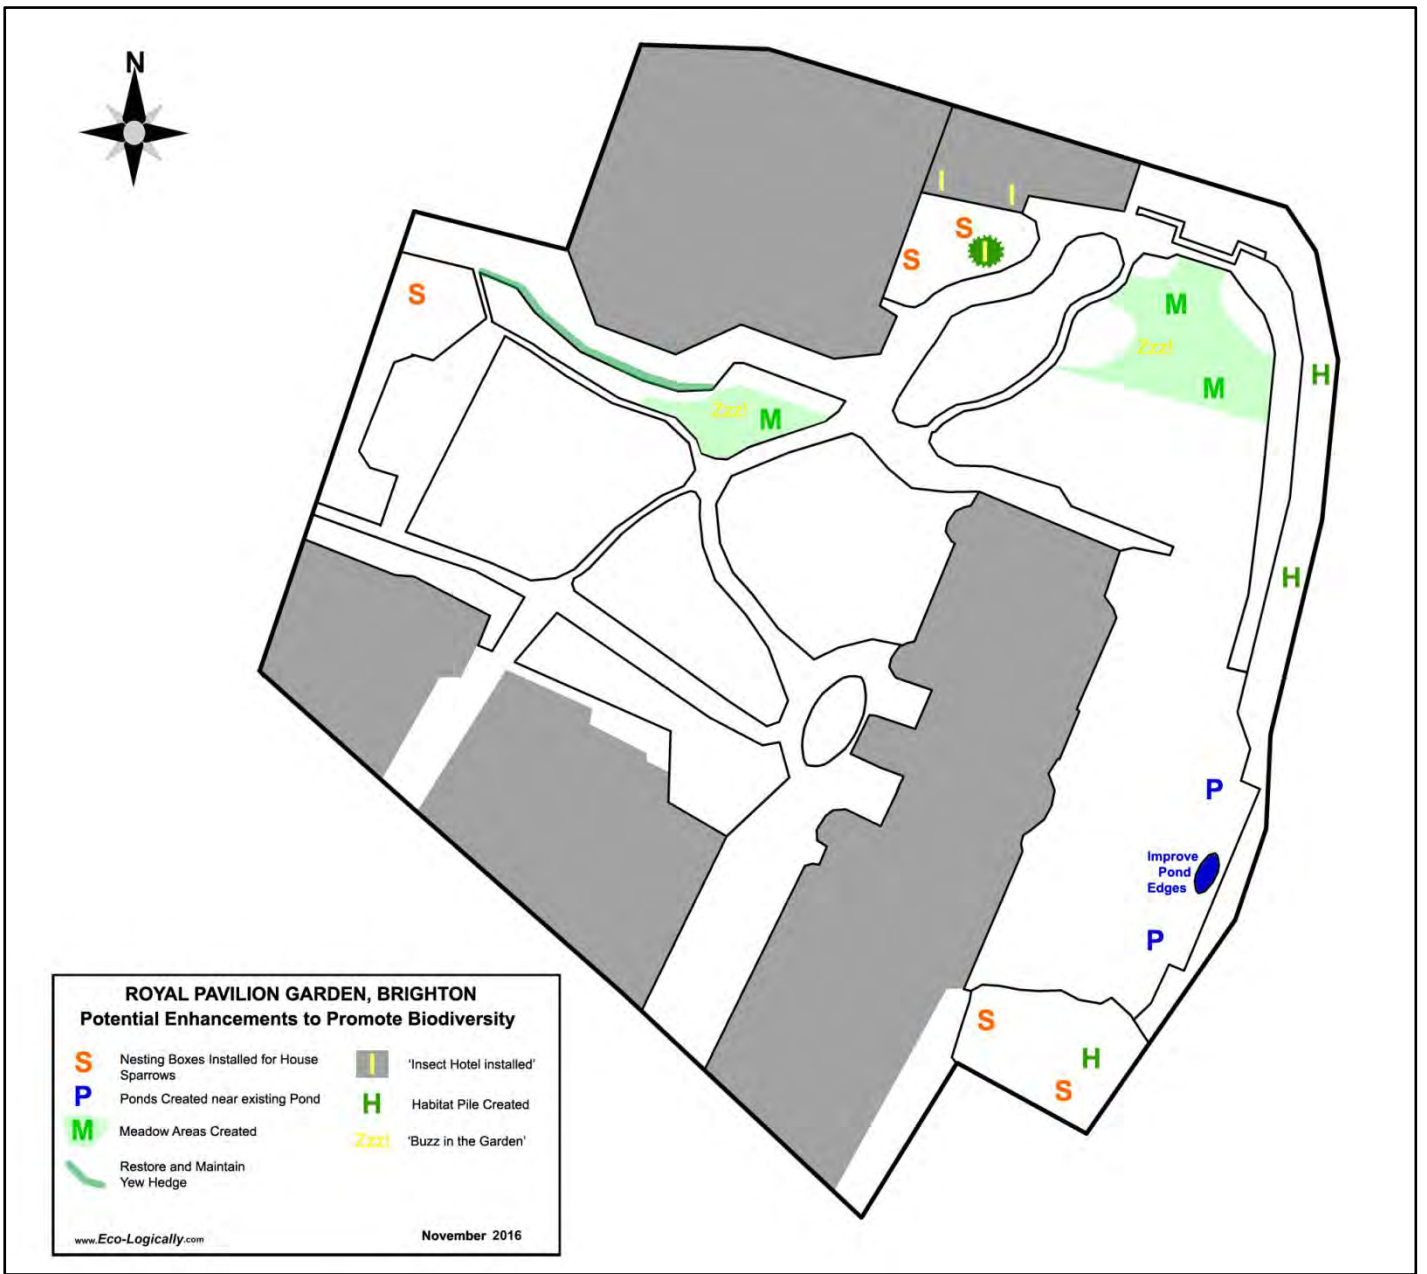 N
I
I
S
S
I
S
M
Zzz!
M
H
Zzz!
M
H
P
Improve
Pond
Edges
P
S
H
S
ROYAL PAVILION GARDEN, BRIGHTON
Potential Enhancements to Promote Biodiversity
S
Nesting Boxes Installed for House
Sparrows
P
Ponds Created near existing Pond
M
Meadow Areas Created
Restore and Maintain
Yew Hedge
I
'Insect Hotel installed'
H
Habitat Pile Created
Zzz!
'Buzz in the Garden'
www.Eco-Logically.com
November 2016